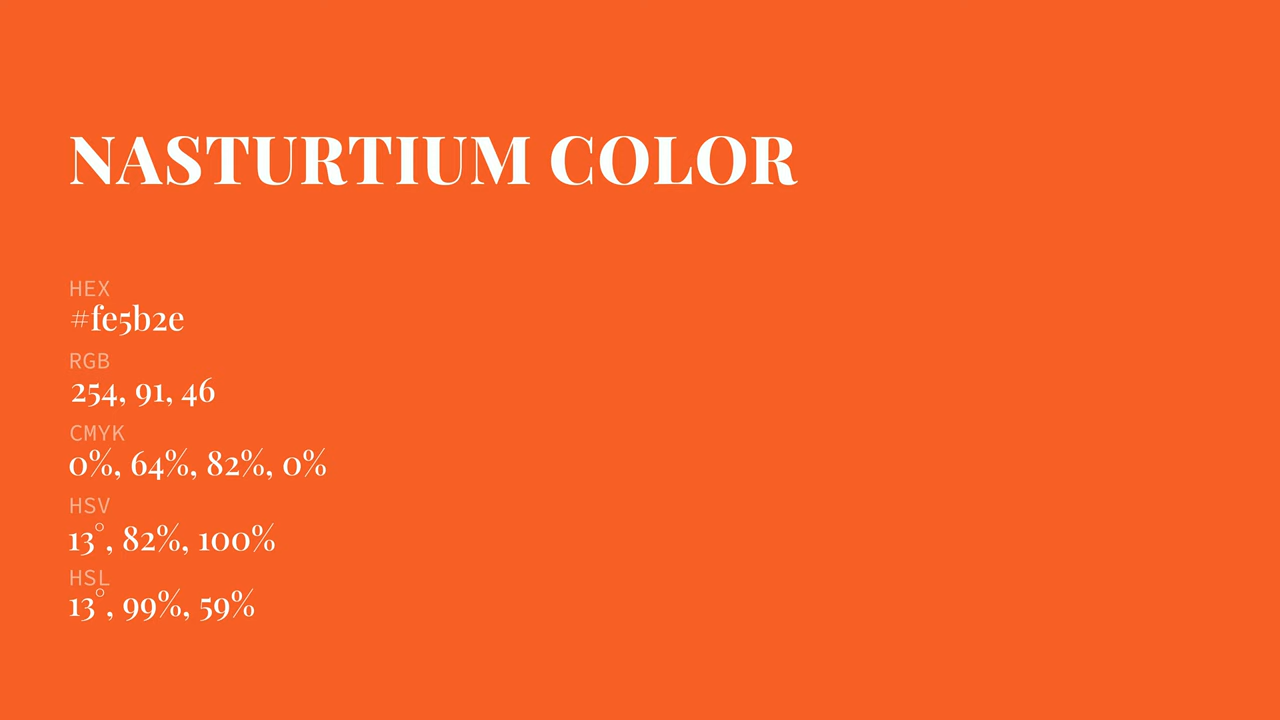 NASTURTIUM COLOR
HEX
#fe5b2e
RGB
254, 91, 46
CMYK
0%, 64%, 82%, 0%
HSV
13°, 82%, 100%
HSL
13°, 99%, 59%